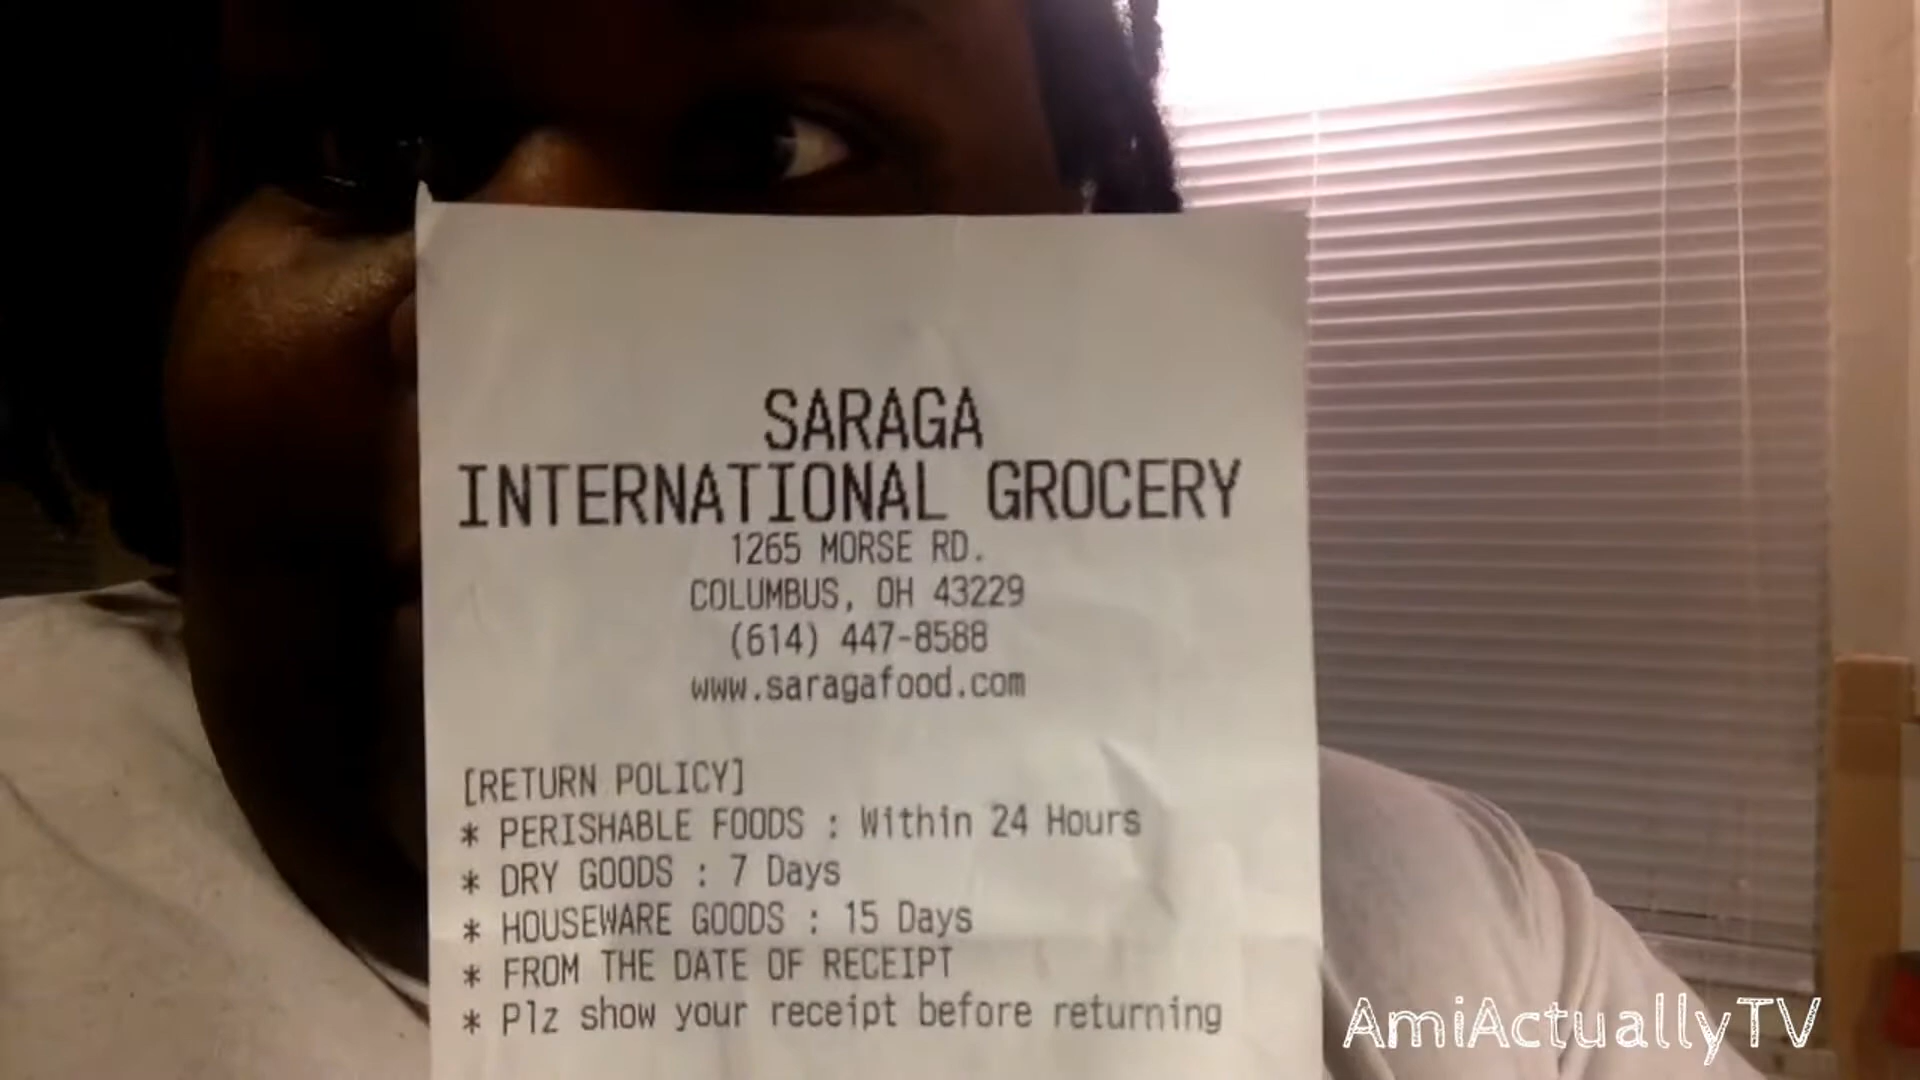 SARAGA
INTERNATIONAL GROCERY
1265 MORSE RD.
COLUMBUS, OH 43229
(614) 447-8588
www.saragafood.com
[RETURN POLICY]
* PERISHABLE FOODS : Within 24 Hours
* DRY GOODS : 7 Days
* HOUSEWARE GOODS : 15 Days
* FROM THE DATE OF RECEIPT
* Plz show your receipt before returning
AmiActuallyTV